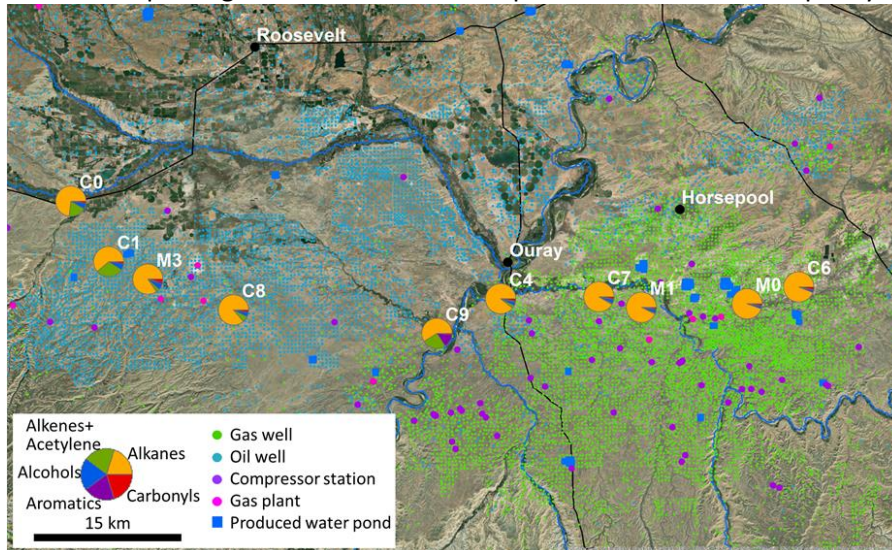 Roosevelt
C0
Horsepool
C1
M3
Ouray
C4
C7
M1
M0
C6
C8
C9
Alkenes+
Acetylene
Alkanes
Alcohols
Aromatics
Carbonyls
15 km
Gas well
Oil well
Compressor station
Gas plant
Produced water pond